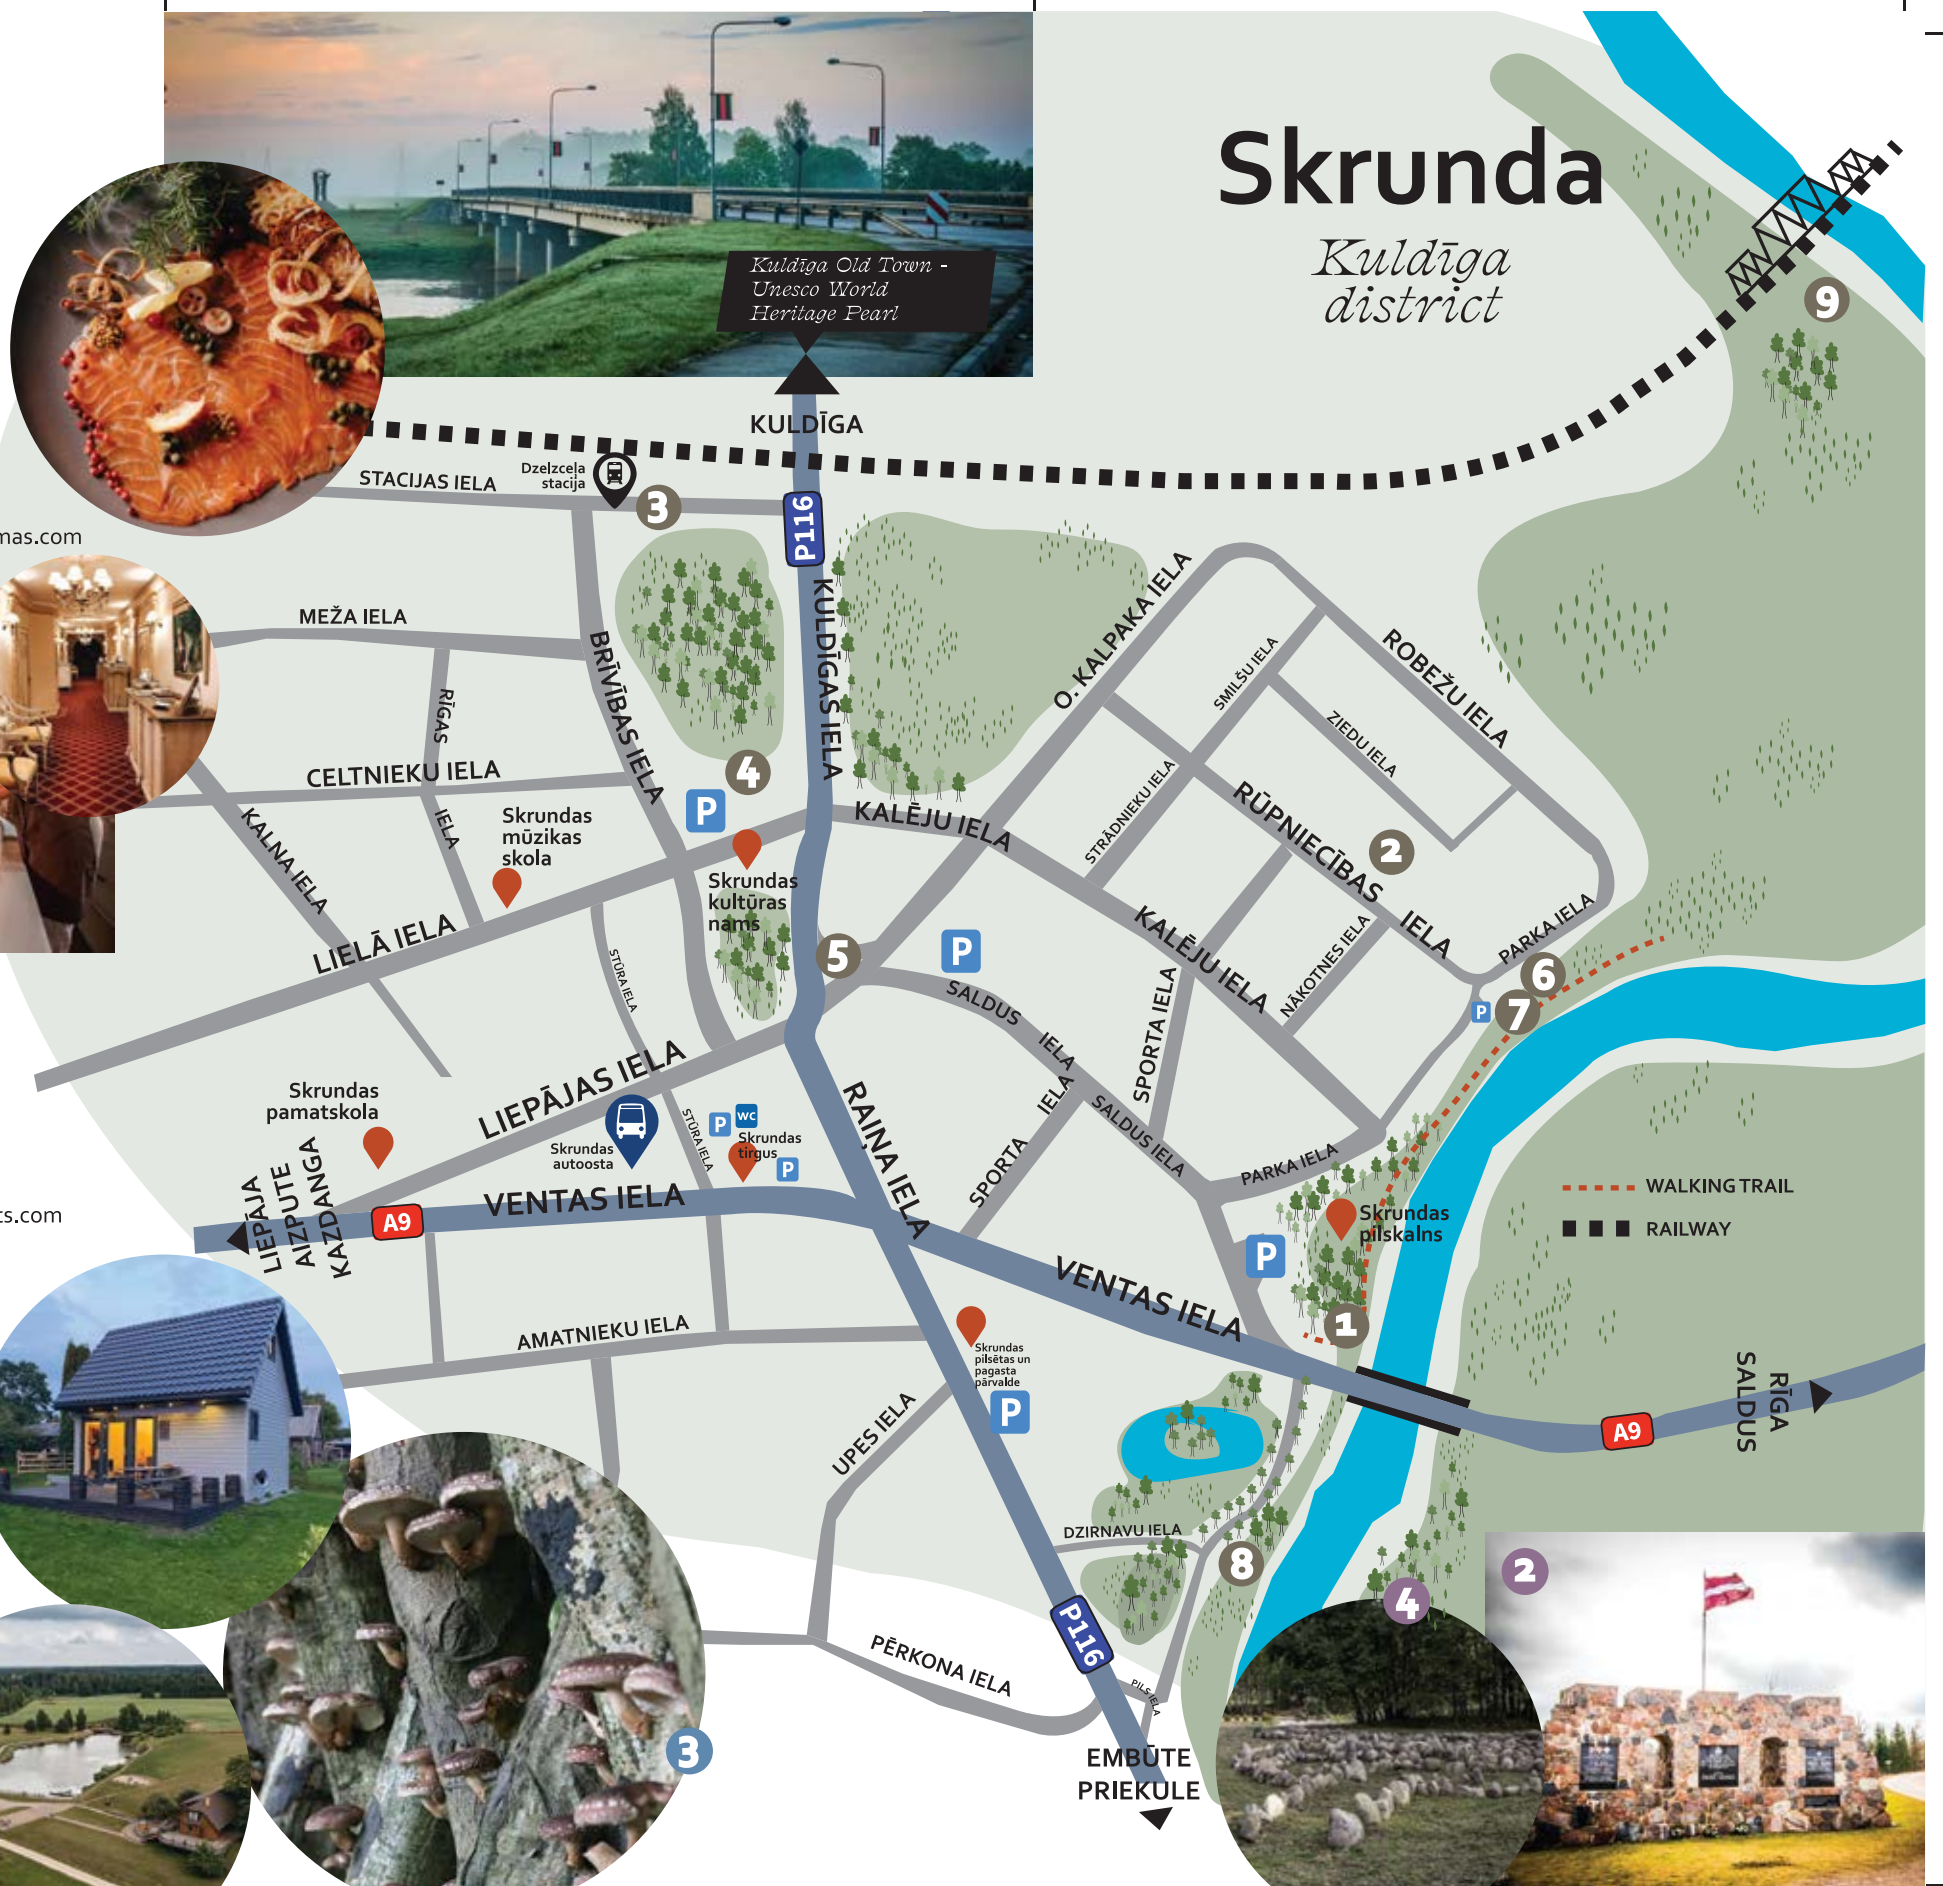 Skrunda
Kuldīga
district
Kuldīga Old Town -
Unesco World
Heritage Pearl
KULDĪGA
9
Dzelzceļa
stacija
STACIJAS IELA
3
P116
mas.com
MEŽA IELA
BRĪVĪBAS IELA
KULDĪGAS IELA
O. KALPAKA IELA
SMILŠU IELA
ROBEŽU IELA
ZIEDU IELA
RĪGAS
IELA
CELTNIEKU IELA
4
P
KALĒJU IELA
STRĀDNIEKU IELA
RŪPNIECĪBAS
IELA
2
KALNA IELA
Skrundas
mūzikas
skola
Skrundas
kultūras
nams
LIELĀ IELA
STŪRA IELA
5
P
SALDUS
IELA
KALĒJU IELA
NĀKOTNES IELA
PARKA IELA
6
P
7
SPORTA IELA
LIEPĀJAS IELA
Skrundas
pamatskola
Skrundas
autoosta
STŪRA IELA
P
WC
Skrundas
tirgus
P
RAIŅA IELA
SPORTA
IELA
SALDUS IELA
PARKA IELA
WALKING TRAIL
RAILWAY
Skrundas
pilskalns
P
1
LIEPĀJA
AIZPUTE
KAZDANGA
A9
VENTAS IELA
ts.com
VENTAS IELA
AMATNIEKU IELA
Skrundas
pilsētas un
pagasta
pārvalde
P
UPES IELA
RĪGA
SALDUS
A9
DZIRNAVU IELA
8
P116
PĒRKONA IELA
PILS IELA
EMBŪTE
PRIEKULE
3
4
2